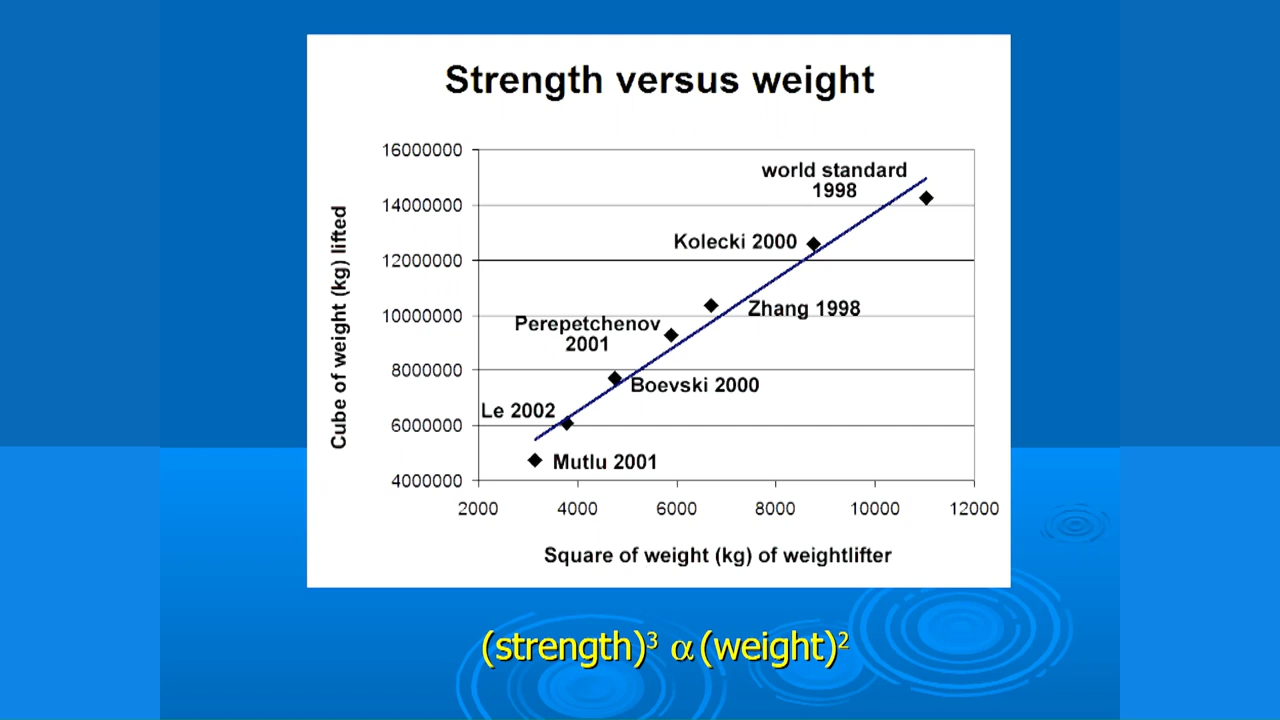 Strength versus weight
16000000
14000000
12000000
10000000
8000000
6000000
4000000
Cube of weight (kg) lifted
world standard
1998
Kolecki 2000
Zhang 1998
Perepetchenov
2001
Boevski 2000
Le 2002
Mutlu 2001
2000 4000 6000 8000 10000 12000
Square of weight (kg) of weightlifter
(strength)³ α (weight)²